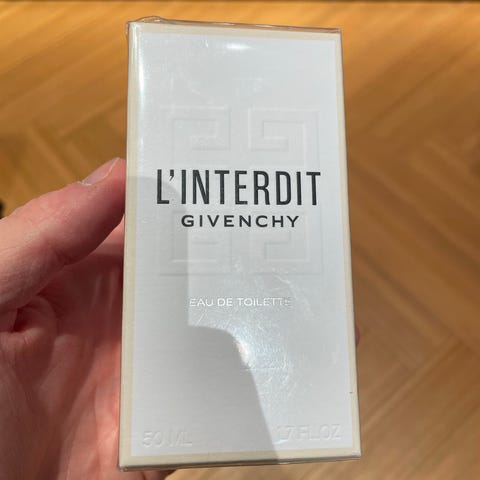 L'INTERDIT
GIVENCHY
EAU DE TOILETTE
50 ML 1.7 FL.OZ